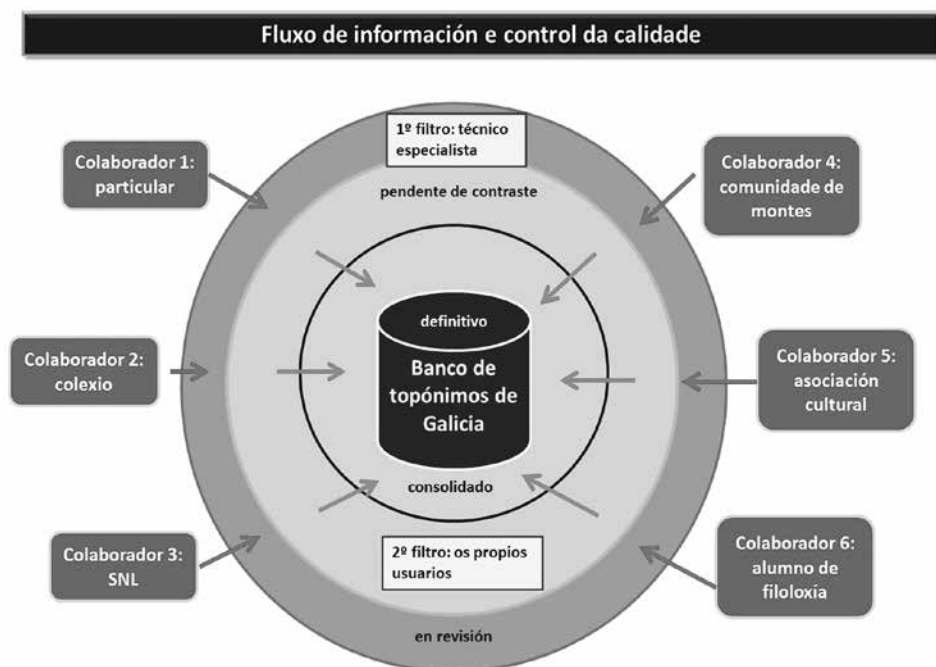 Fluxo de información e control da calidade
1º filtro: técnico
especialista
pendente de contraste
Colaborador 1:
particular
Colaborador 4:
comunidade de
montes
definitivo
Banco de
topónimos de
Galicia
Colaborador 2:
colexio
Colaborador 5:
asociación
cultural
consolidado
Colaborador 3:
SNL
2º filtro: os propios
usuarios
Colaborador 6:
alumno de
filoloxía
en revisión